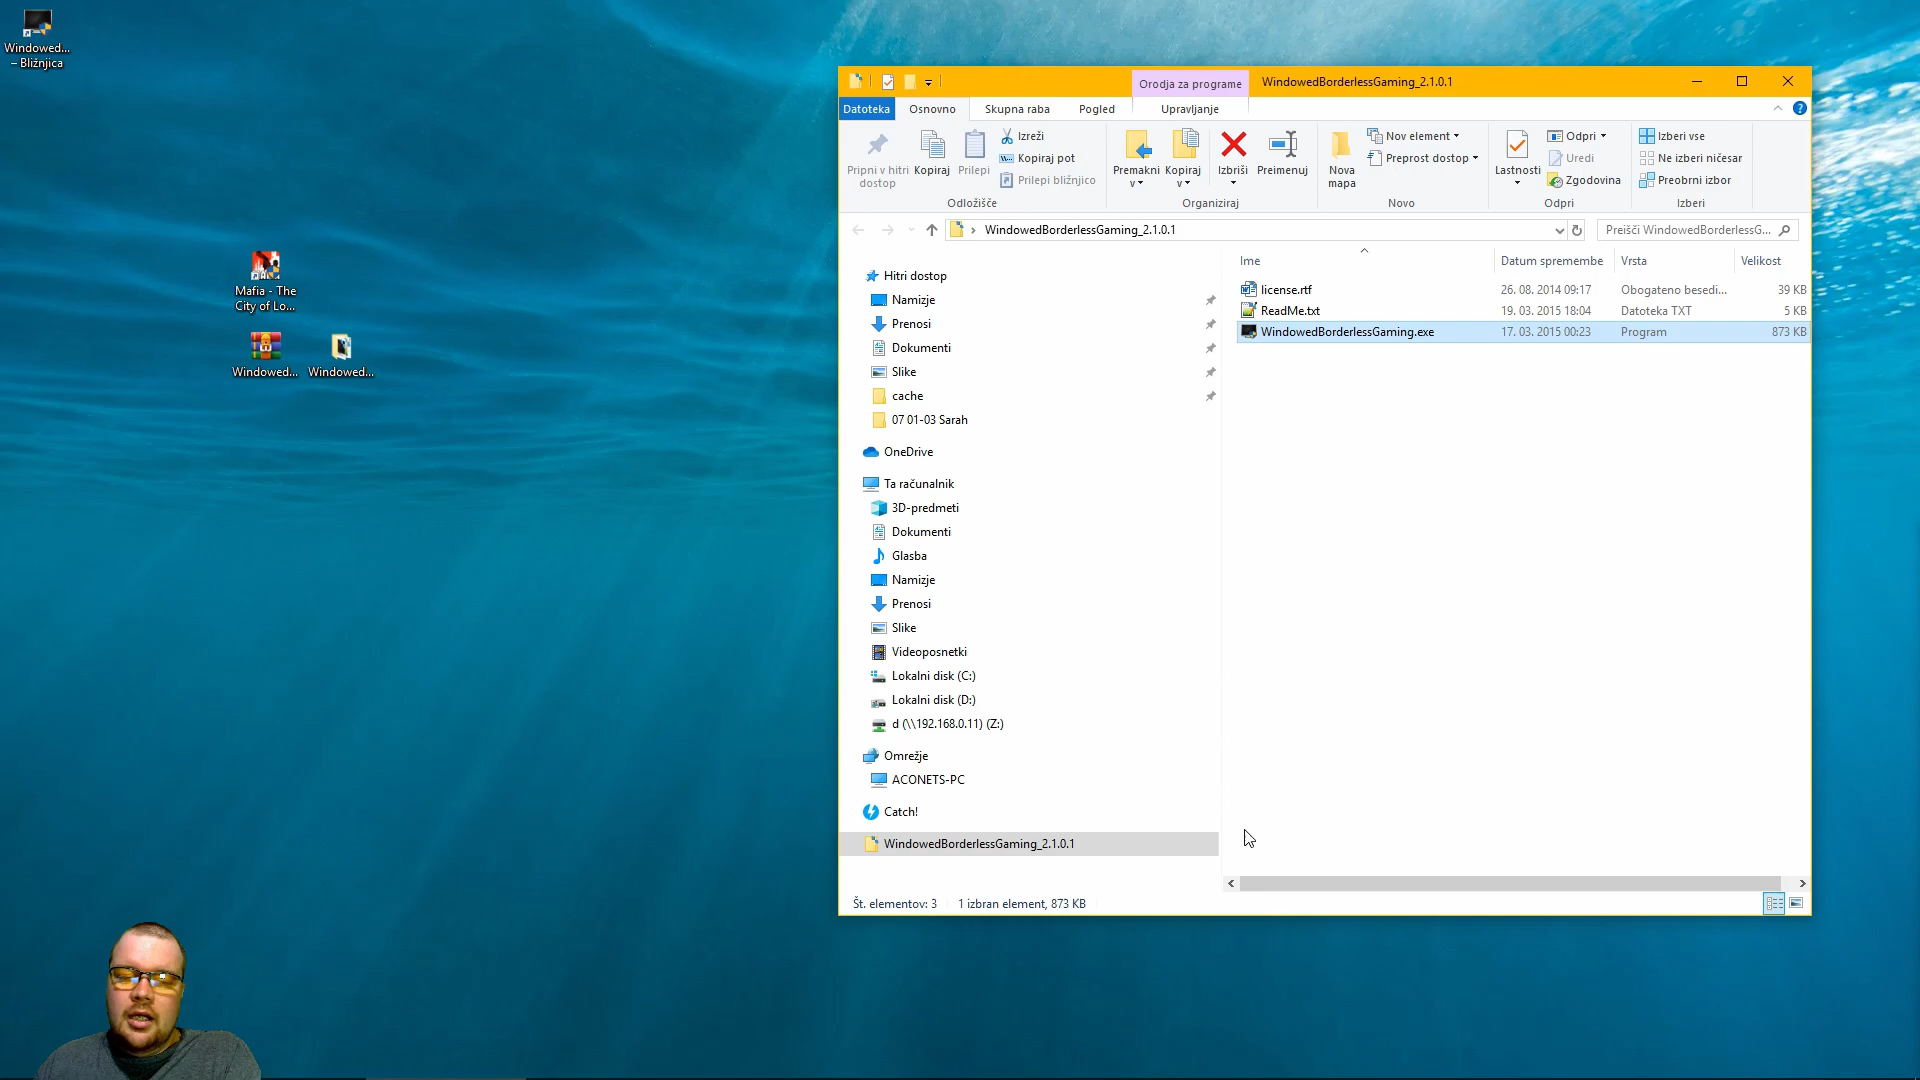 Windowed...
– Bližnjica
Mafia - The
City of Lo...
Windowed...
Windowed...
Orodja za programe
WindowedBorderlessGaming_2.1.0.1
Datoteka
Osnovno
Skupna raba
Pogled
Upravljanje
Pripni v hitri
dostop
Kopiraj
Prilepi
Izreži
Kopiraj pot
Prilepi bližnjico
Odložišče
Premakni
v
Kopiraj
v
Izbriši
Preimenuj
Organiziraj
Nova
mapa
Nov element
Preprost dostop
Novo
Lastnosti
Odpri
Uredi
Zgodovina
Odpri
Izberi vse
Ne izberi ničesar
Preobrni izbor
Izberi
WindowedBorderlessGaming_2.1.0.1
Preišči WindowedBorderlessG...
Hitri dostop
Namizje
Prenosi
Dokumenti
Slike
cache
07 01-03 Sarah
OneDrive
Ta računalnik
3D-predmeti
Dokumenti
Glasba
Namizje
Prenosi
Slike
Videoposnetki
Lokalni disk (C:)
Lokalni disk (D:)
d (\\192.168.0.11) (Z:)
Omrežje
ACONETS-PC
Catch!
WindowedBorderlessGaming_2.1.0.1
Ime Datum spremembe Vrsta Velikost
license.rtf 26. 08. 2014 09:17 Obogateno besedi... 39 KB
ReadMe.txt 19. 03. 2015 18:04 Datoteka TXT 5 KB
WindowedBorderlessGaming.exe 17. 03. 2015 00:23 Program 873 KB
Št. elementov: 3 1 izbran element, 873 KB